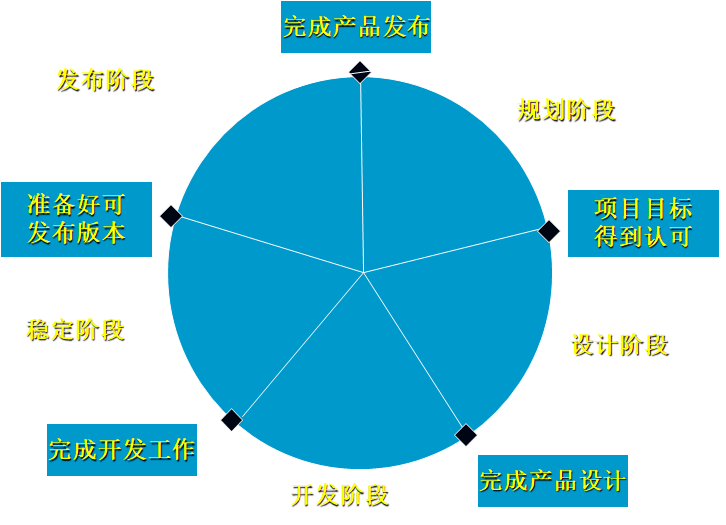 完成产品发布
发布阶段
规划阶段
准备好可
发布版本
项目目标
得到认可
稳定阶段
设计阶段
完成开发工作
完成产品设计
开发阶段